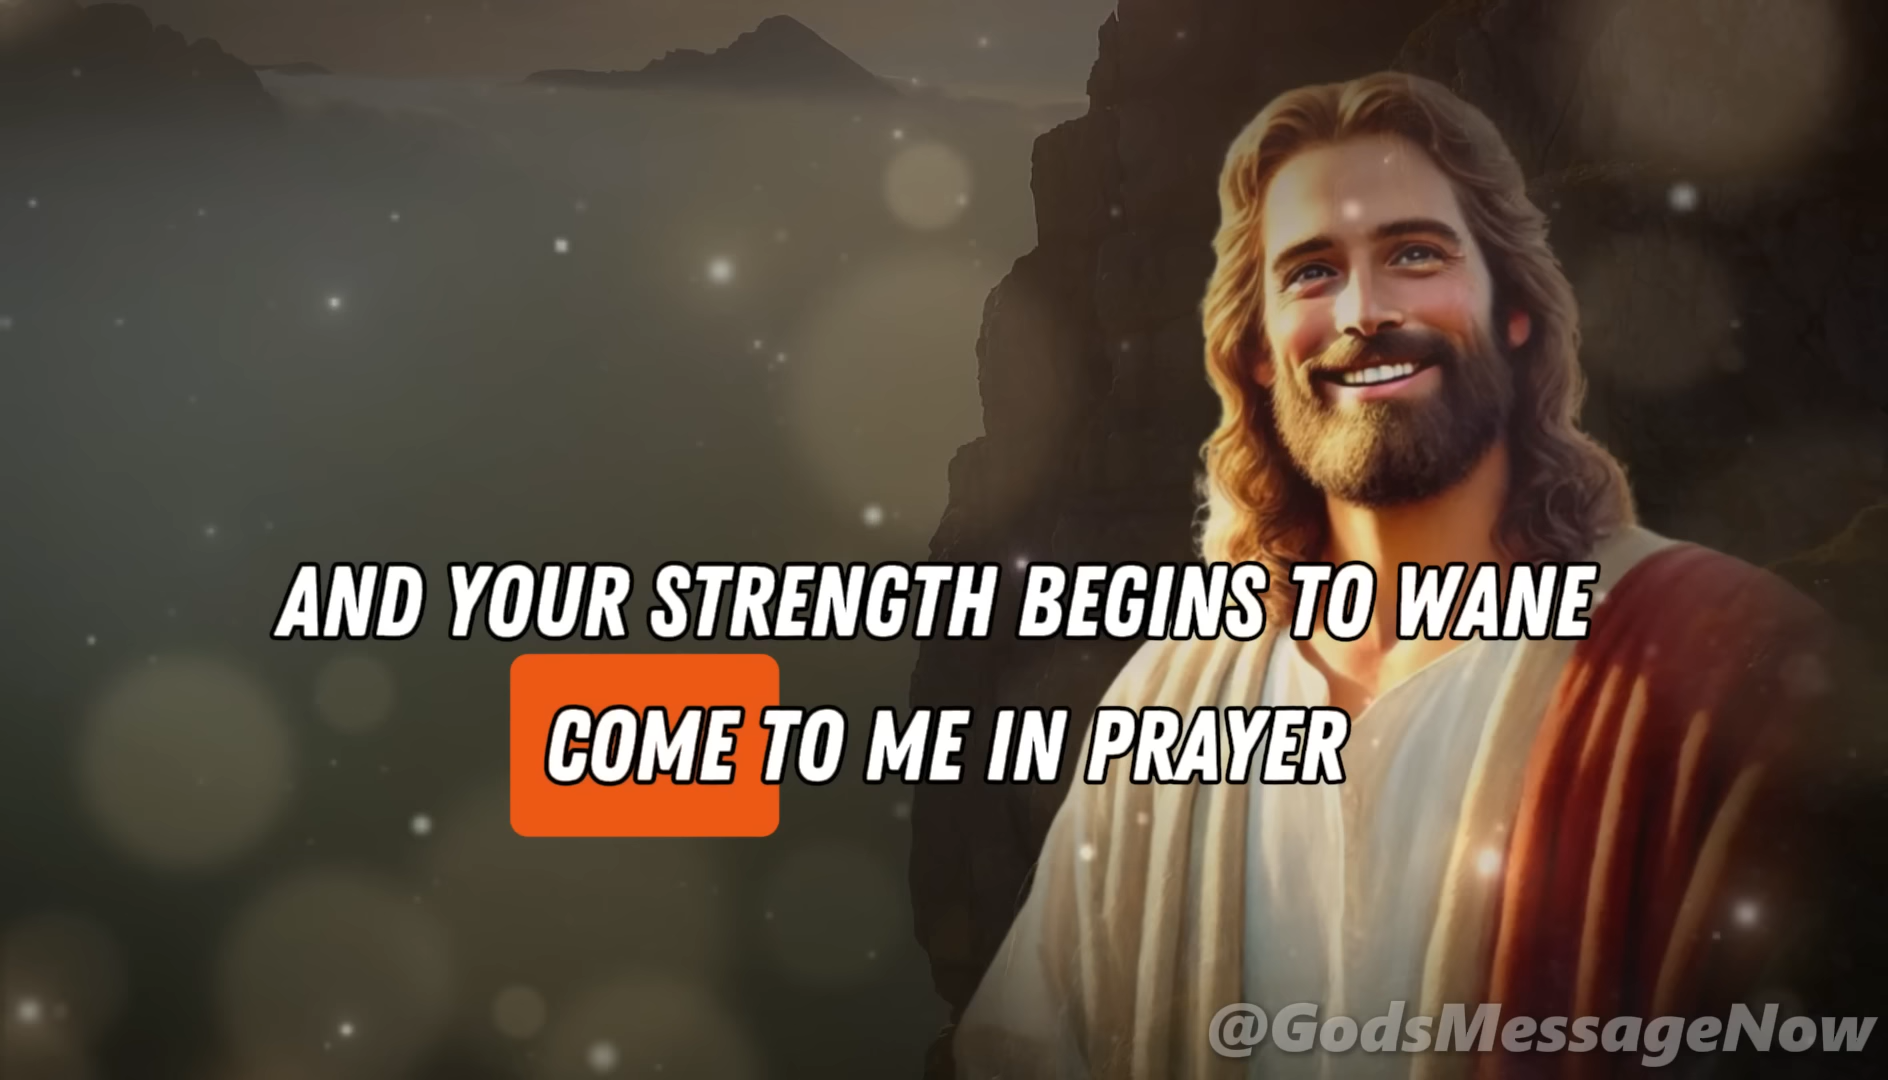 AND YOUR STRENGTH BEGINS TO WANE
COME TO ME IN PRAYER
@GodsMessageNow